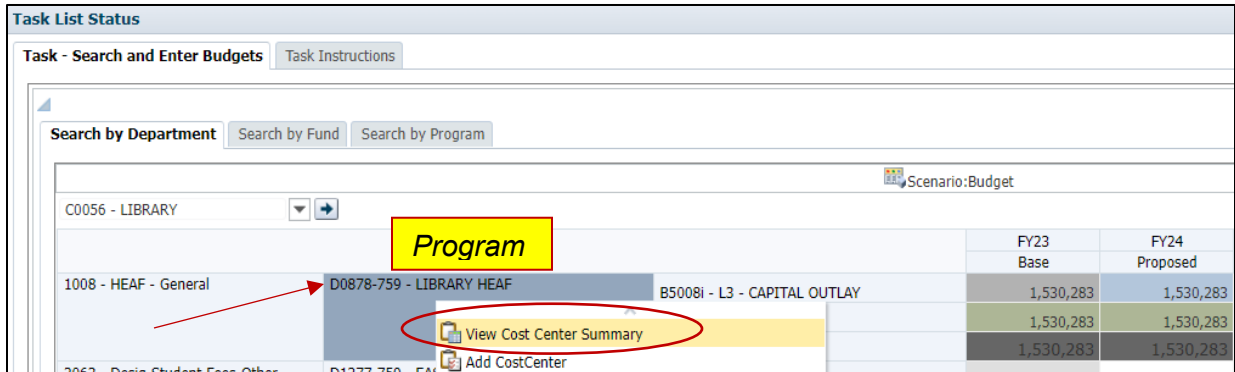 Task List Status
Task - Search and Enter Budgets Task Instructions
Search by Department Search by Fund Search by Program
Scenario:Budget
C0056 - LIBRARY
Program
FY23 FY24
Base Proposed
1008 - HEAF - General D0878-759 - LIBRARY HEAF B5008i - L3 - CAPITAL OUTLAY 1,530,283 1,530,283
View Cost Center Summary 1,530,283 1,530,283
1,530,283 1,530,283
Add CostCenter